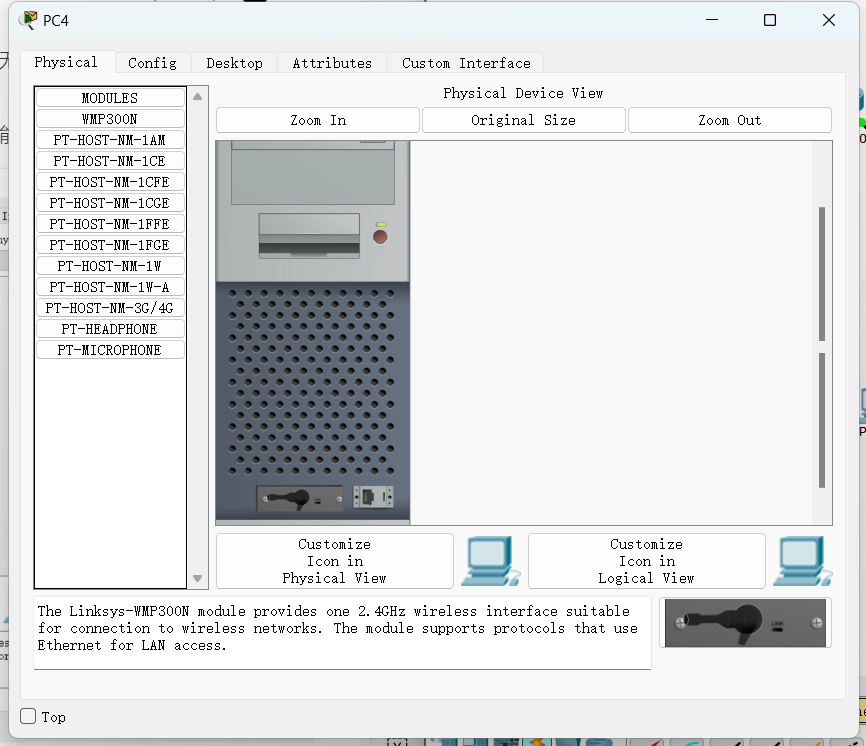 PC4
Physical
Config
Desktop
Attributes
Custom Interface
MODULES
WMP300N
PT-HOST-NM-1AM
PT-HOST-NM-1CE
PT-HOST-NM-1CFE
PT-HOST-NM-1CGE
PT-HOST-NM-1FFE
PT-HOST-NM-1FGE
PT-HOST-NM-1W
PT-HOST-NM-1W-A
PT-HOST-NM-3G/4G
PT-HEADPHONE
PT-MICROPHONE
Physical Device View
Zoom In
Original Size
Zoom Out
Customize
Icon in
Physical View
Customize
Icon in
Logical View
The Linksys-WMP300N module provides one 2.4GHz wireless interface suitable
for connection to wireless networks. The module supports protocols that use
Ethernet for LAN access.
LINK
Top